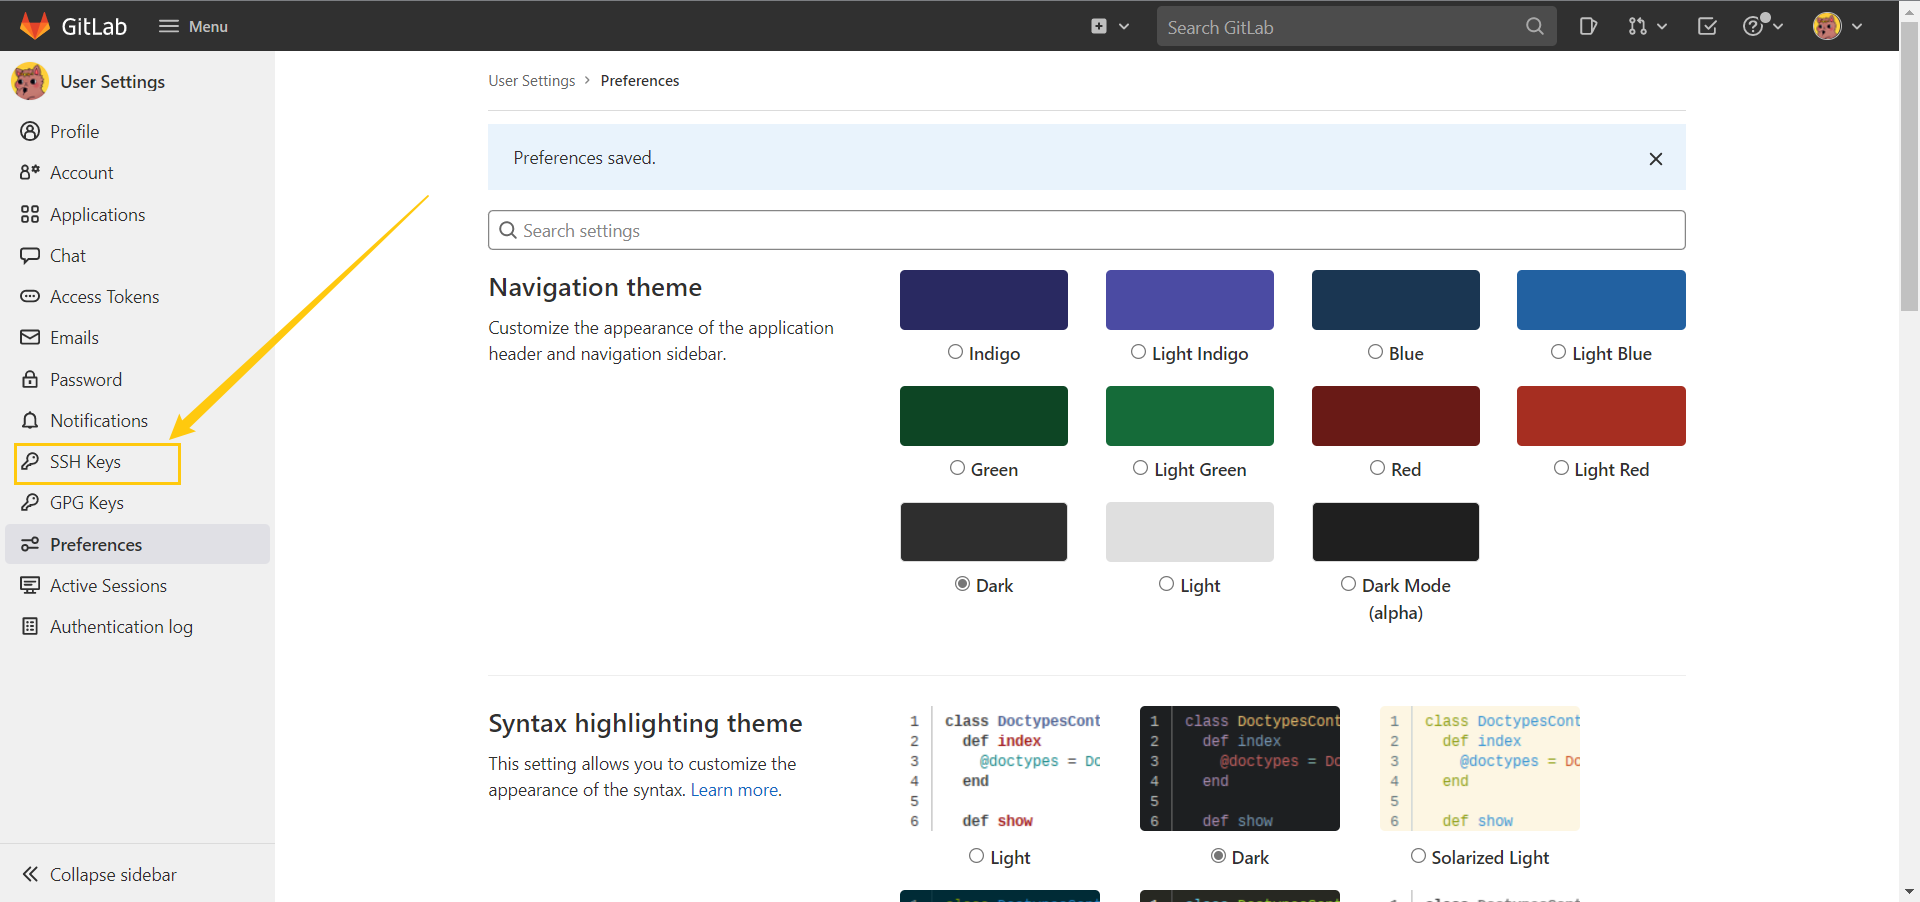 GitLab
Menu
Search GitLab
User Settings
Profile
Account
Applications
Chat
Access Tokens
Emails
Password
Notifications
SSH Keys
GPG Keys
Preferences
Active Sessions
Authentication log
Collapse sidebar
User Settings > Preferences
Preferences saved.
Search settings
Navigation theme
Customize the appearance of the application
header and navigation sidebar.
Indigo
Light Indigo
Blue
Light Blue
Green
Light Green
Red
Light Red
Dark
Light
Dark Mode
(alpha)
Syntax highlighting theme
This setting allows you to customize the
appearance of the syntax. Learn more.
1 class DoctypesCont
2 def index
3 @doctypes = Dc
4 end
5
6 def show
Light
1 class DoctypesCont
2 def index
3 @doctypes = Dc
4 end
5
6 def show
Dark
1 class DoctypesCont
2 def index
3 @doctypes = Dc
4 end
5
6 def show
Solarized Light